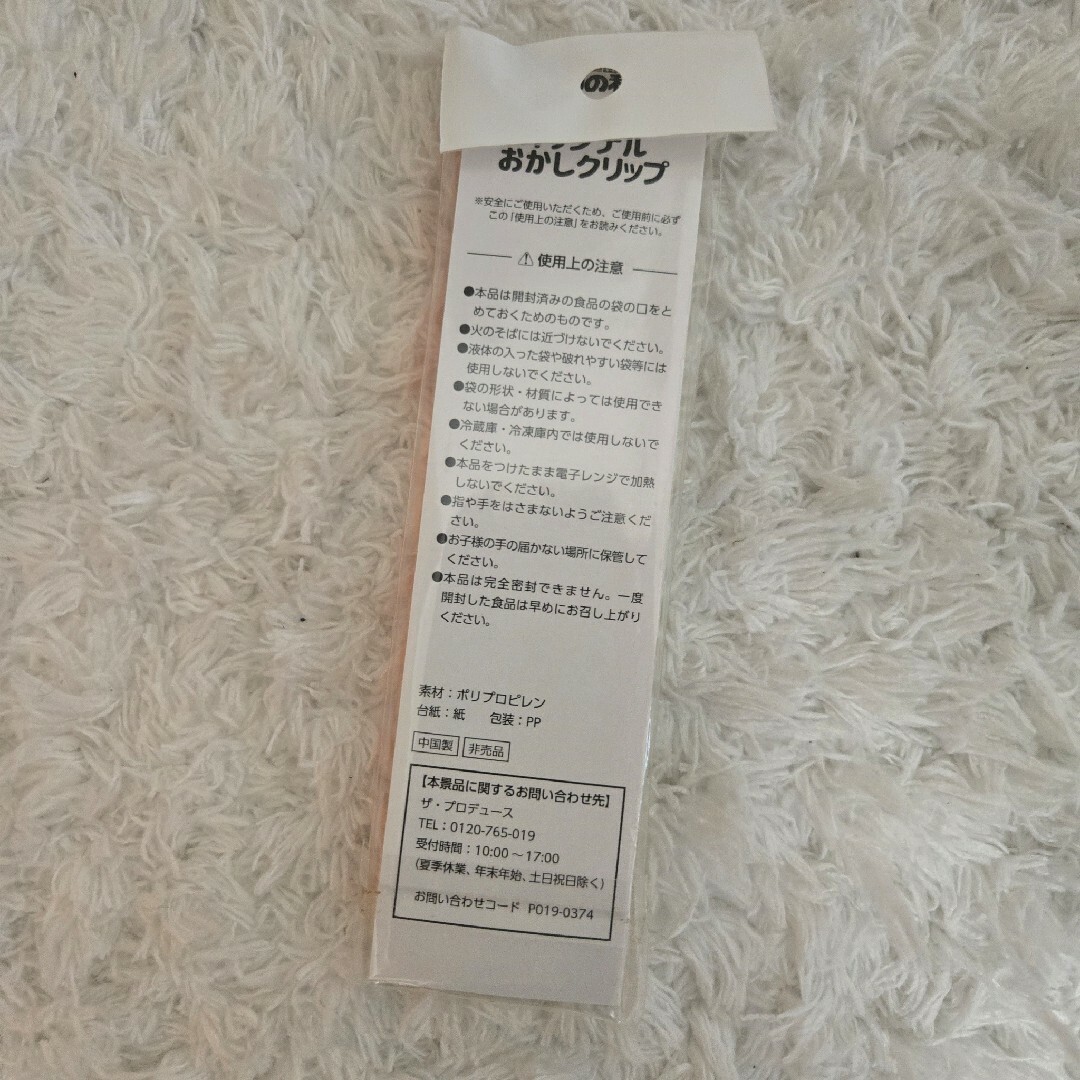 の
おかしクリップ
※安全にご使用いただくため、ご使用前に必ず
この「使用上の注意」をお読みください。
⚠使用上の注意
●本品は開封済みの食品の袋の口をと
めておくためのものです。
●火のそばには近づけないでください。
●液体の入った袋や破れやすい袋等には
使用しないでください。
●袋の形状・材質によっては使用でき
ない場合があります。
●冷蔵庫・冷凍庫内では使用しないで
ください。
●本品をつけたまま電子レンジで加熱
しないでください。
●指や手をはさまないようご注意くだ
さい。
●お子様の手の届かない場所に保管して
ください。
●本品は完全密封できません。一度
開封した食品は早めにお召し上がり
ください。
素材：ポリプロピレン
台紙：紙　包装：PP
中国製 非売品
【本景品に関するお問い合わせ先】
ザ・プロデュース
TEL：0120-765-019
受付時間：10:00～17:00
（夏季休業、年末年始、土日祝日除く）
お問い合わせコード P019-0374